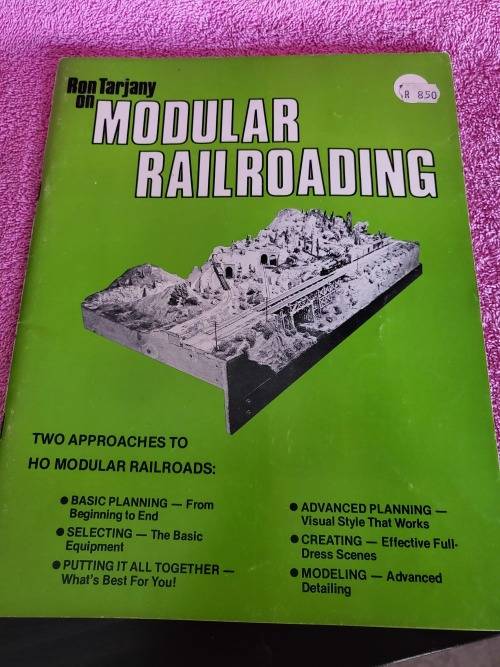 Ron Tarjany
on
MODULAR
RAILROADING
R 8.50
TWO APPROACHES TO
HO MODULAR RAILROADS:
● BASIC PLANNING — From
Beginning to End
● SELECTING — The Basic
Equipment
● PUTTING IT ALL TOGETHER —
What's Best For You!
● ADVANCED PLANNING —
Visual Style That Works
● CREATING — Effective Full-
Dress Scenes
● MODELING — Advanced
Detailing